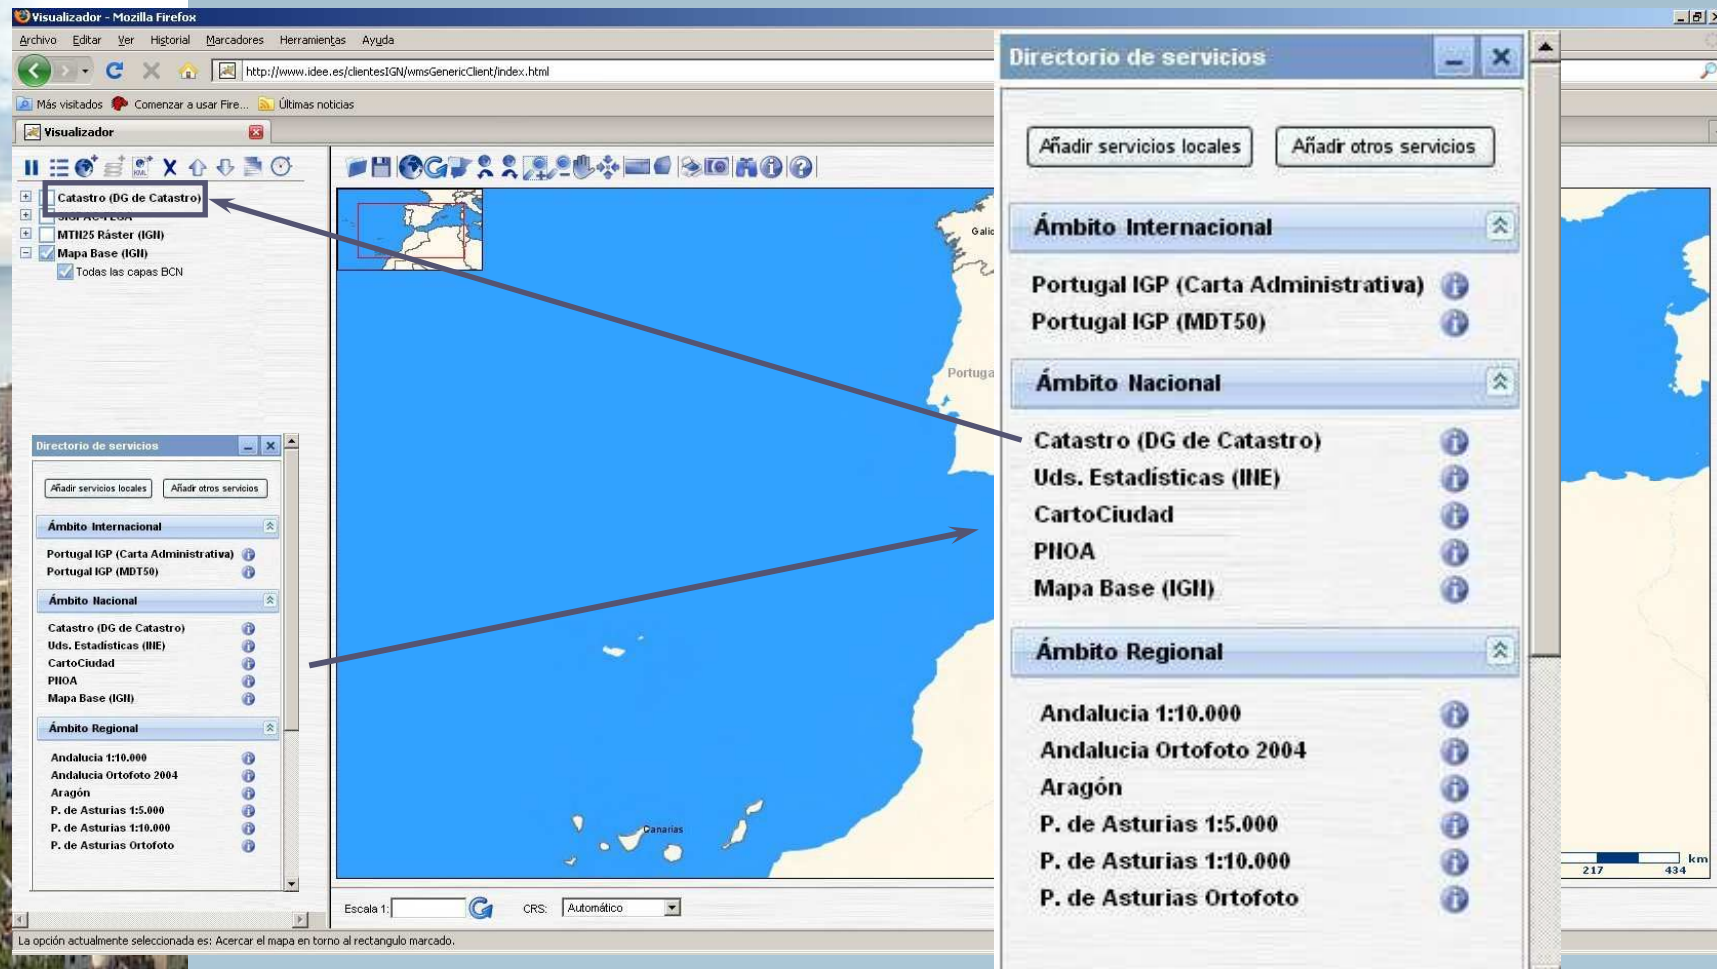 Visualizador - Mozilla Firefox
Archivo Editar Ver Historial Marcadores Herramientas Ayuda
http://www.idee.es/clientesIGN/wmsGenericClient/index.html
Más visitados Comenzar a usar Fire... Últimas noticias
Visualizador
KML
Catastro (DG de Catastro)
SIGPAC-FEGA
MTN25 Ráster (IGN)
Mapa Base (IGN)
Todas las capas BCN
Directorio de servicios
Añadir servicios locales Añadir otros servicios
Ámbito Internacional
Portugal IGP (Carta Administrativa)
Portugal IGP (MDT50)
Ámbito Nacional
Catastro (DG de Catastro)
Uds. Estadísticas (INE)
CartoCiudad
PNOA
Mapa Base (IGN)
Ámbito Regional
Andalucia 1:10.000
Andalucia Ortofoto 2004
Aragón
P. de Asturias 1:5.000
P. de Asturias 1:10.000
P. de Asturias Ortofoto
Galic
Portuga
Canarias
Escala 1: CRS: Automático
La opción actualmente seleccionada es: Acercar el mapa en torno al rectangulo marcado.
Directorio de servicios
Añadir servicios locales Añadir otros servicios
Ámbito Internacional
Portugal IGP (Carta Administrativa)
Portugal IGP (MDT50)
Ámbito Nacional
Catastro (DG de Catastro)
Uds. Estadísticas (INE)
CartoCiudad
PNOA
Mapa Base (IGN)
Ámbito Regional
Andalucia 1:10.000
Andalucia Ortofoto 2004
Aragón
P. de Asturias 1:5.000
P. de Asturias 1:10.000
P. de Asturias Ortofoto
km
217 434